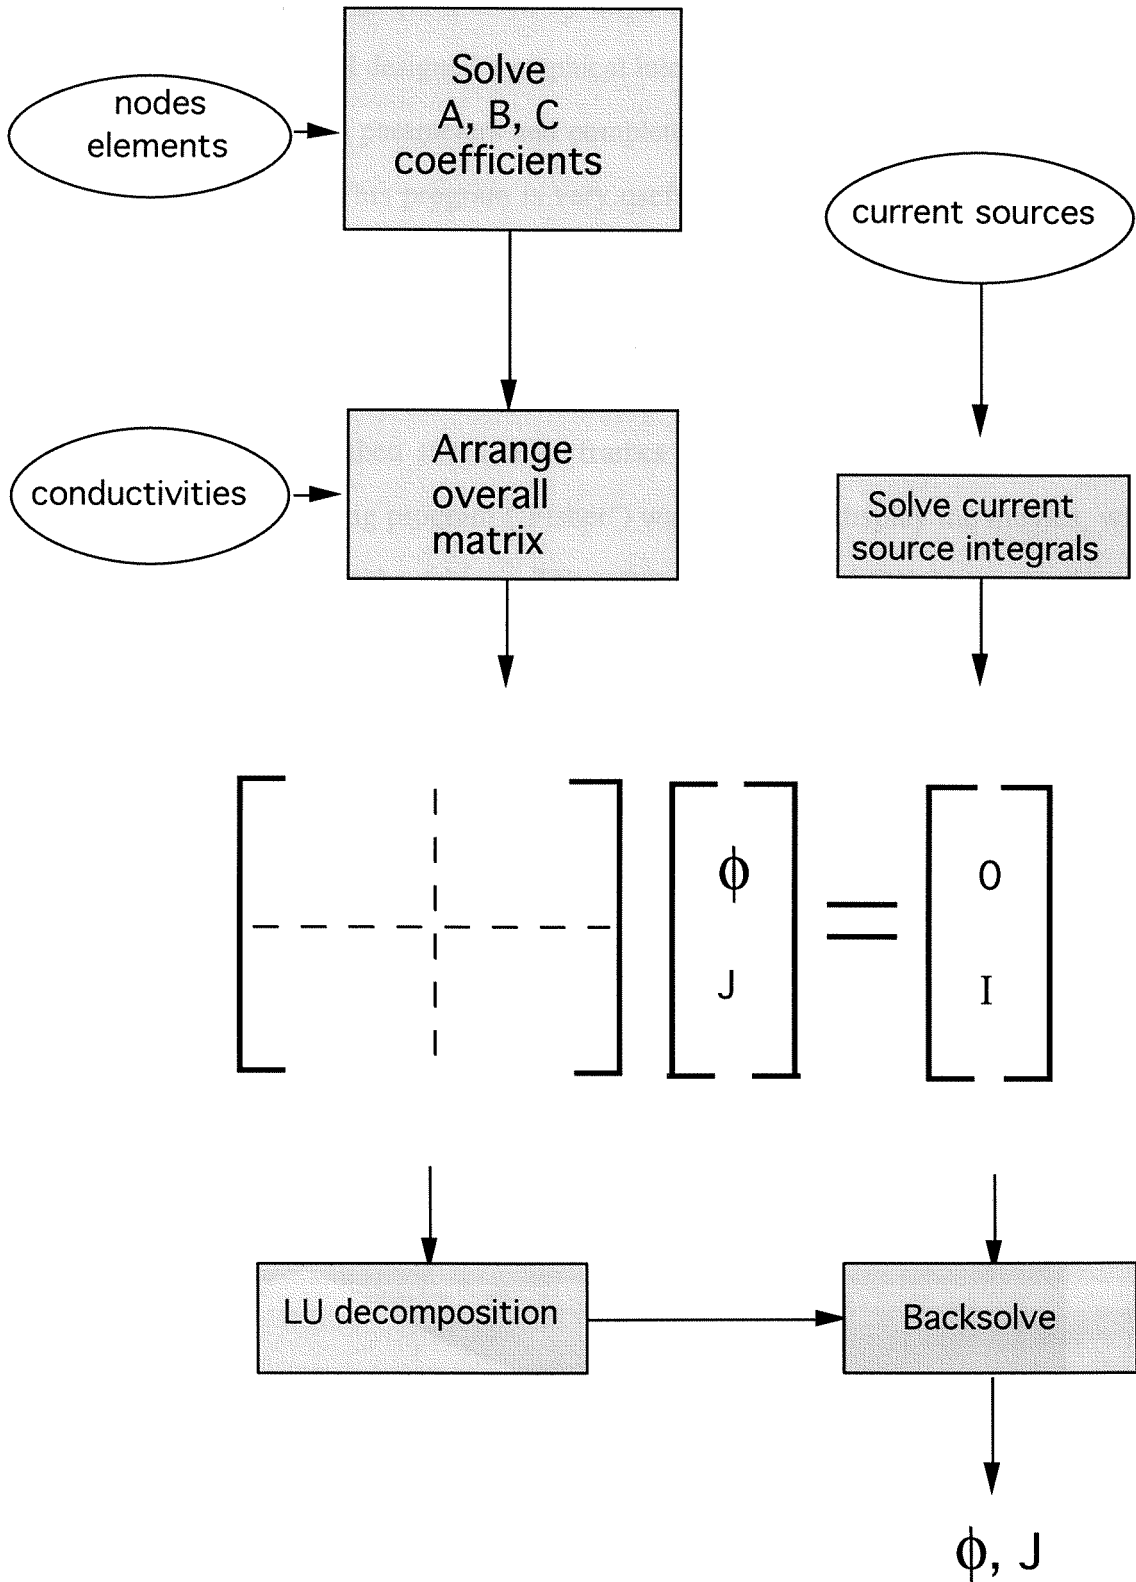 nodes
elements
Solve
A, B, C
coefficients
current sources
conductivities
Arrange
overall
matrix
Solve current
source integrals
ϕ
J
=
0
I
LU decomposition
Backsolve
ϕ, J